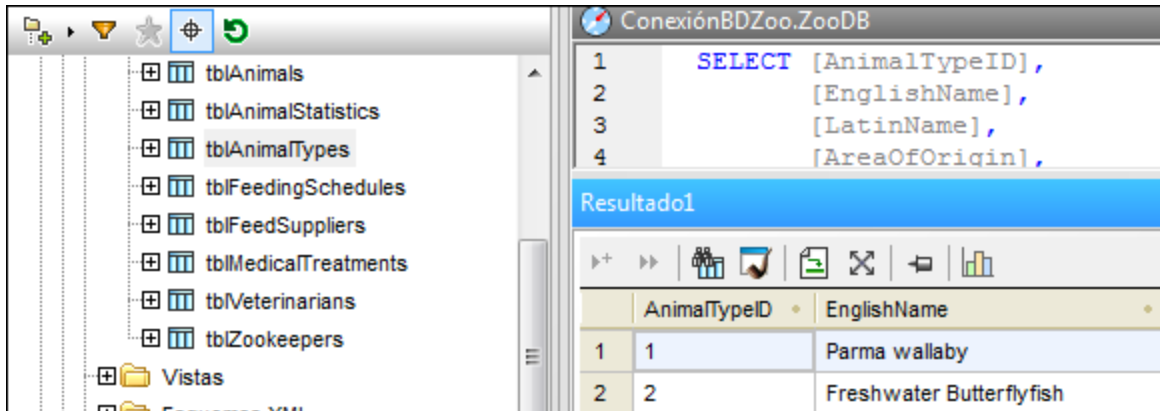 tblAnimals
tblAnimalStatistics
tblAnimalTypes
tblFeedingSchedules
tblFeedSuppliers
tblMedicalTreatments
tblVeterinarians
tblZookeepers
Vistas
ConexiónBDZoo.ZooDB
1 SELECT [AnimalTypeID],
2 [EnglishName],
3 [LatinName],
4 [AreaOfOrigin],
Resultado1
AnimalTypeID EnglishName
1 1 Parma wallaby
2 2 Freshwater Butterflyfish